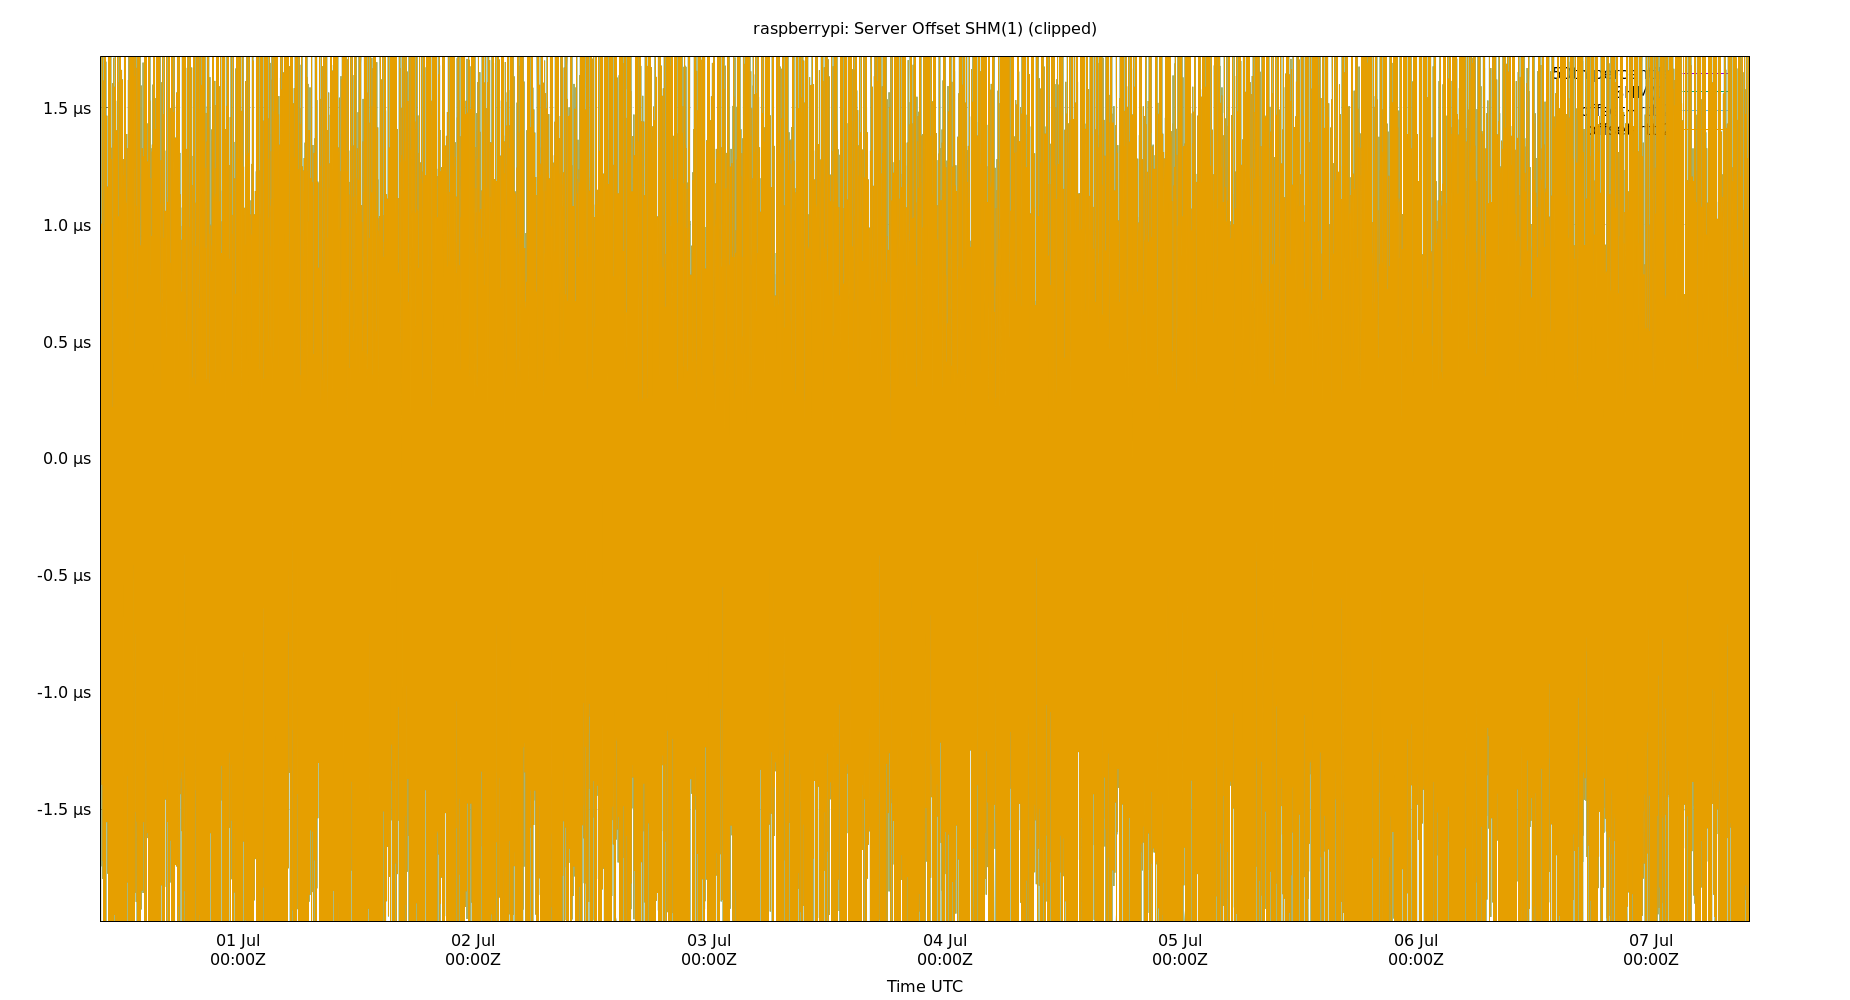 raspberrypi: Server Offset SHM(1) (clipped)
1.5 µs
1.0 µs
0.5 µs
0.0 µs
-0.5 µs
-1.0 µs
-1.5 µs
01 Jul 02 Jul 03 Jul 04 Jul 05 Jul 06 Jul 07 Jul
00:00Z 00:00Z 00:00Z 00:00Z 00:00Z 00:00Z 00:00Z
Time UTC